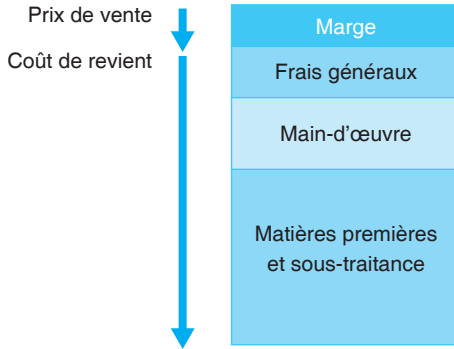 Prix de vente
Coût de revient
Marge
Frais généraux
Main-d'œuvre
Matières premières
et sous-traitance